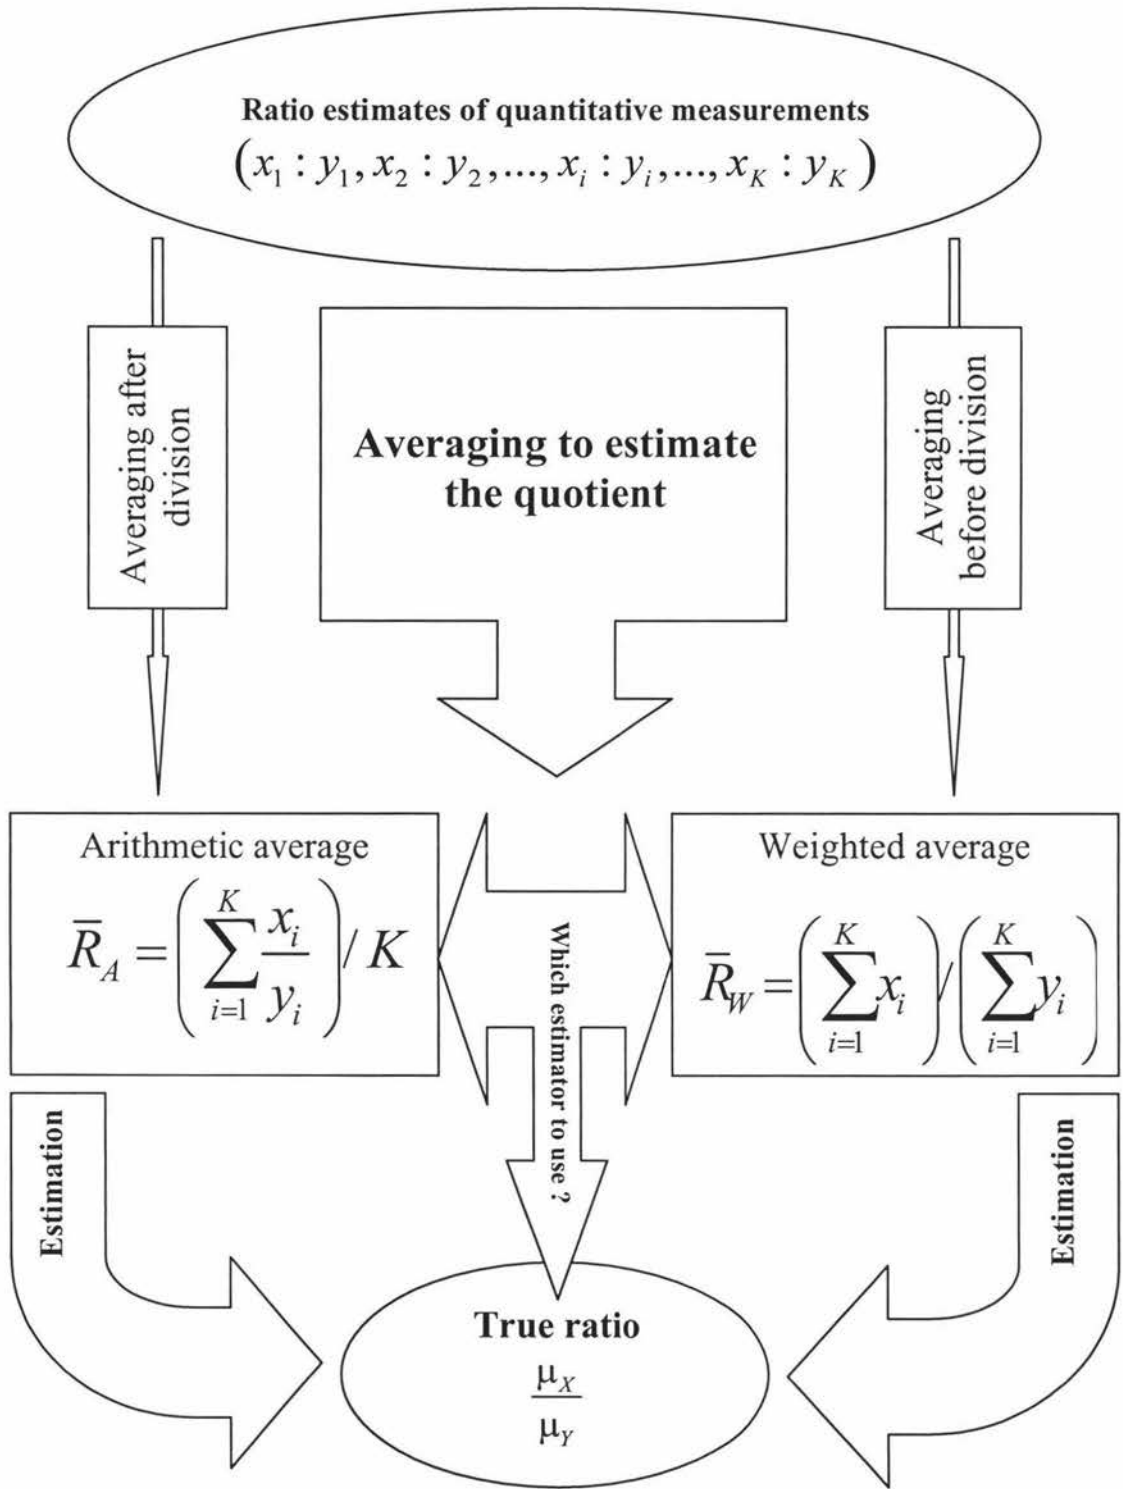 Ratio estimates of quantitative measurements
(x₁ : y₁, x₂ : y₂, ..., xᵢ : yᵢ, ..., x_K : y_K)
Averaging after
division
Averaging to estimate
the quotient
Averaging
before division
Arithmetic average
R̄_A = (∑_{i=1}^{K} xᵢ/yᵢ) / K
Which estimator to use ?
Weighted average
R̄_W = (∑_{i=1}^{K} xᵢ) / (∑_{i=1}^{K} yᵢ)
Estimation
Estimation
True ratio
μ_X
μ_Y